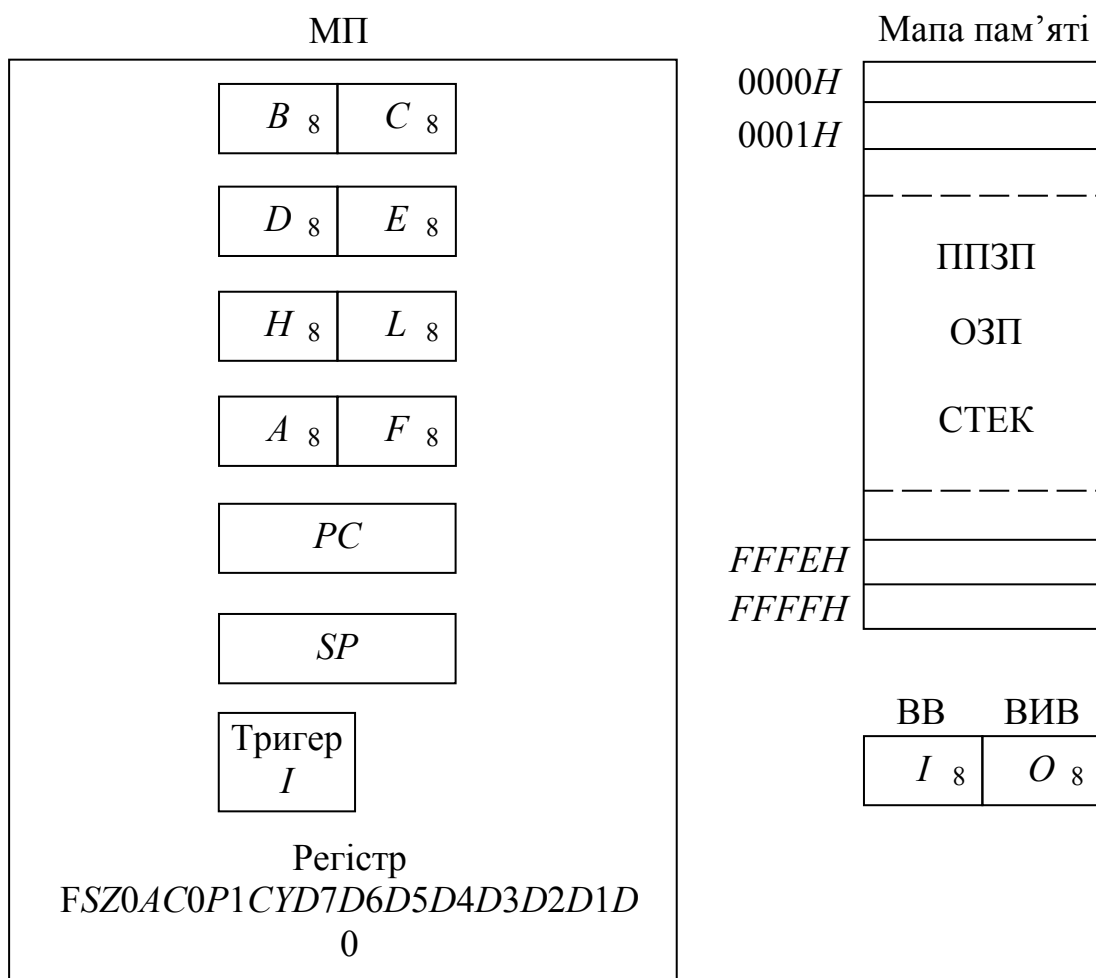 МП
B 8 C 8
D 8 E 8
H 8 L 8
A 8 F 8
PC
SP
Тригер
I
Регістр
FSZ0AC0P1CYD7D6D5D4D3D2D1D
0
Мапа пам’яті
0000H
0001H
ППЗП
ОЗП
СТЕК
FFFEH
FFFFH
ВВ ВИВ
I 8 O 8